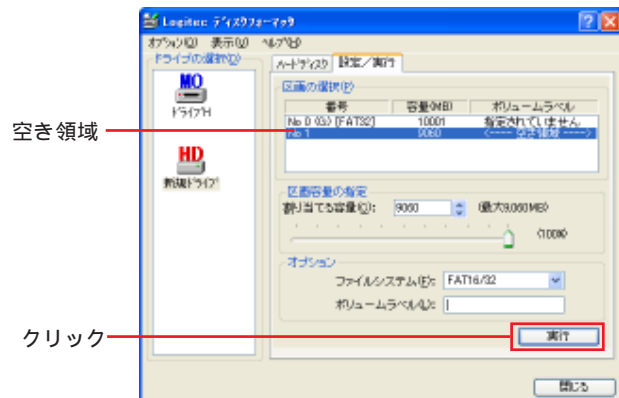 Logitec ディスクフォーマッタ
オプション(O) 表示(V) ヘルプ(H)
ドライブの選択(D)
MO
ドライブH
HD
新規ドライブ
ハードディスク 設定/実行
区画の選択(P)
番号 容量(MB) ボリュームラベル
No 0 (G:) [FAT32] 10001 指定されていません
No 1 9060 <---- 空き領域 ---->
空き領域
区画容量の指定
割り当てる容量(Q): 9060 (最大9,060MB)
(100%)
オプション
ファイルシステム(F): FAT16/32
ボリュームラベル(L):
クリック
実行
閉じる